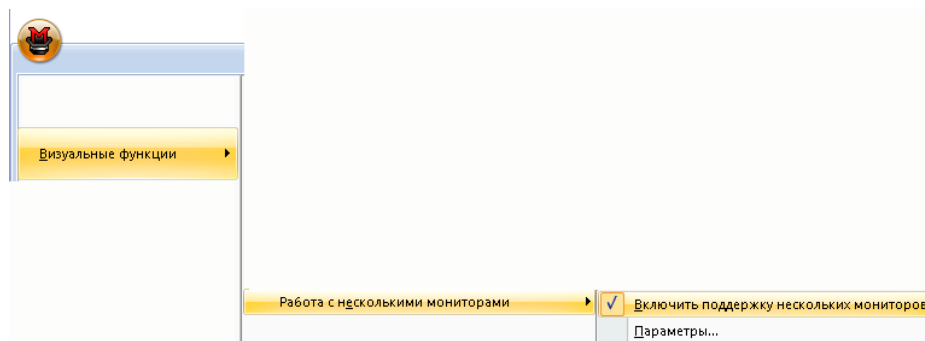 Визуальные функции
Работа с несколькими мониторами
Включить поддержку нескольких мониторов
Параметры...